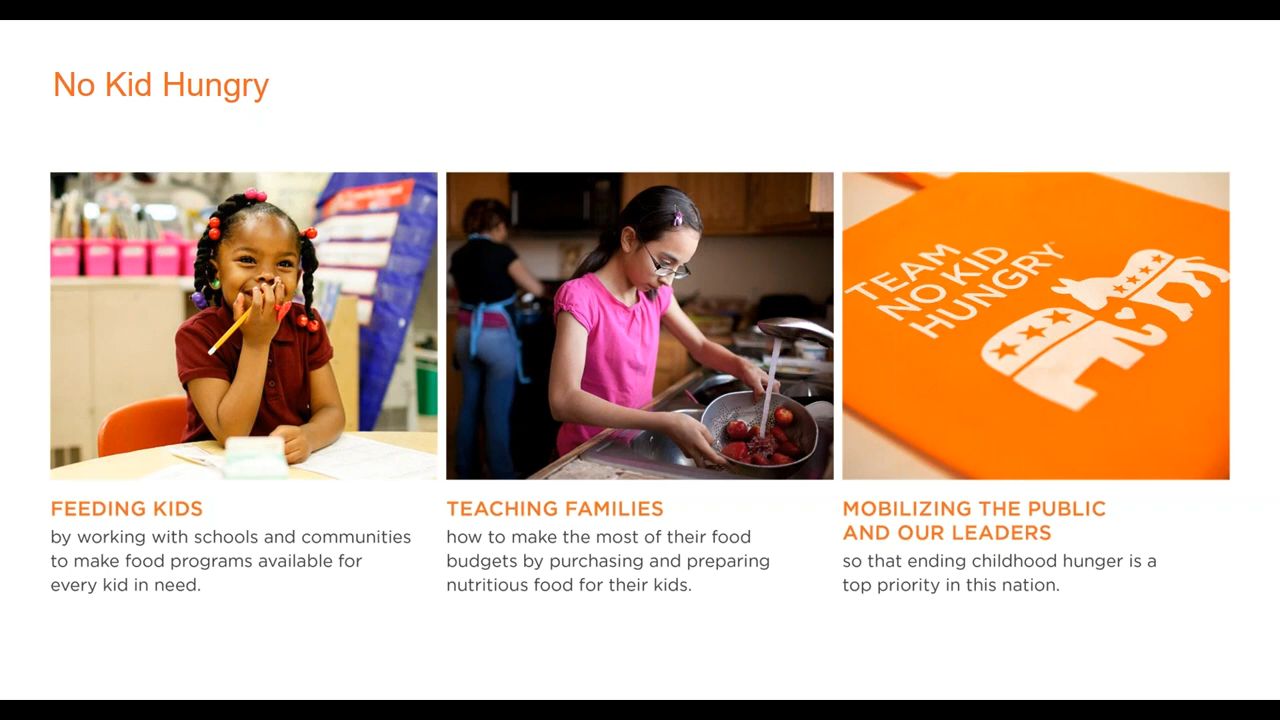 No Kid Hungry
TEAM
NO KID
HUNGRY
FEEDING KIDS
by working with schools and communities
to make food programs available for
every kid in need.
TEACHING FAMILIES
how to make the most of their food
budgets by purchasing and preparing
nutritious food for their kids.
MOBILIZING THE PUBLIC
AND OUR LEADERS
so that ending childhood hunger is a
top priority in this nation.